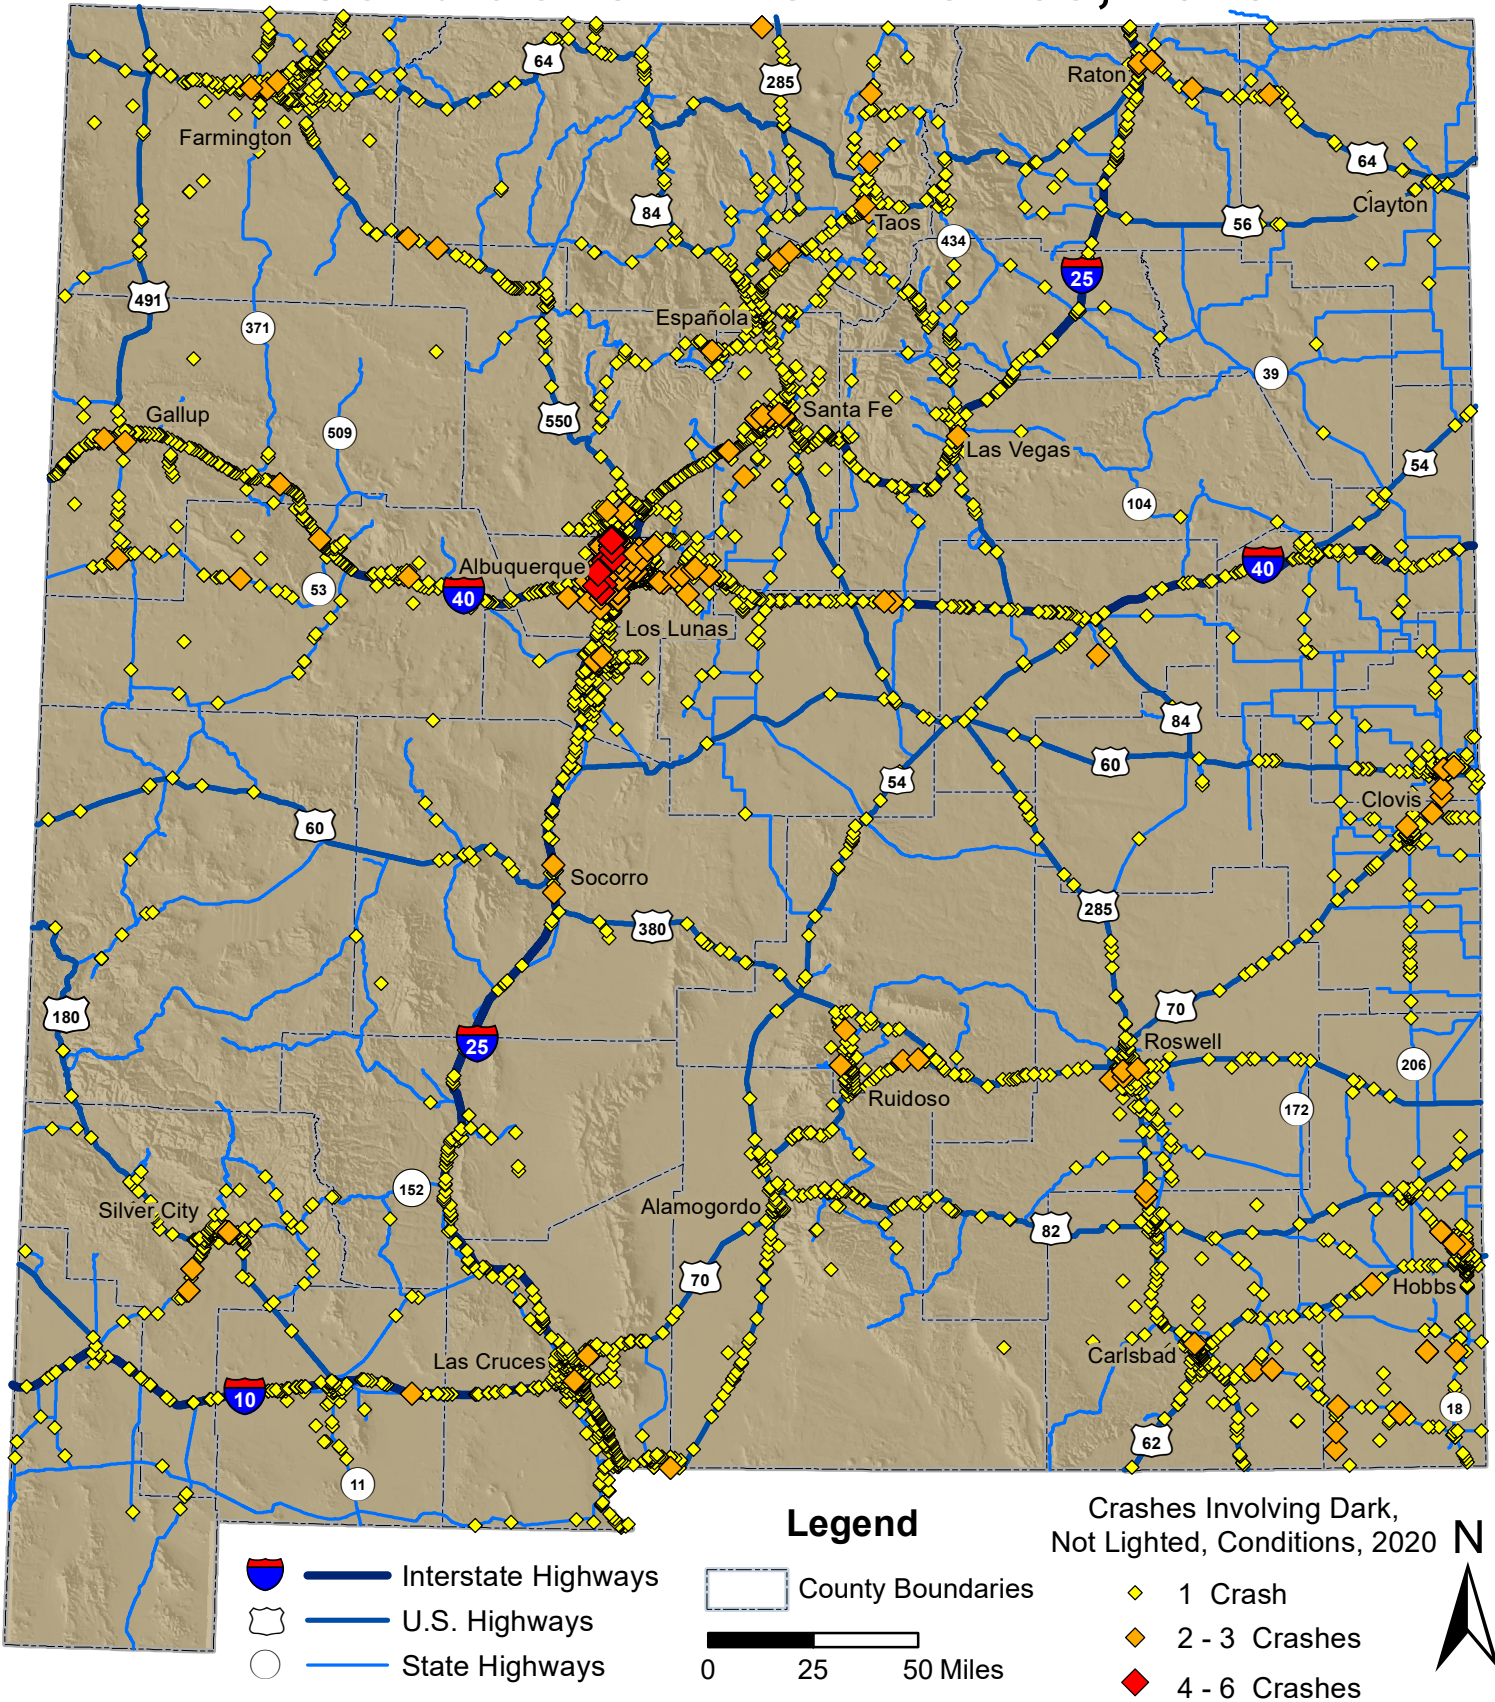 64
285
Raton
Farmington
64
84
Clayton
Taos
56
434
25
491
371
Española
39
Gallup
550
Santa Fe
509
Las Vegas
54
104
Albuquerque
40
53
40
Los Lunas
84
60
54
Clovis
60
Socorro
285
380
70
180
25
Roswell
206
Ruidoso
172
152
Silver City
Alamogordo
82
70
Hobbs
Las Cruces
Carlsbad
10
18
62
11
Legend
Interstate Highways
U.S. Highways
State Highways
County Boundaries
0 25 50 Miles
Crashes Involving Dark,
Not Lighted, Conditions, 2020
N
1 Crash
2 - 3 Crashes
4 - 6 Crashes